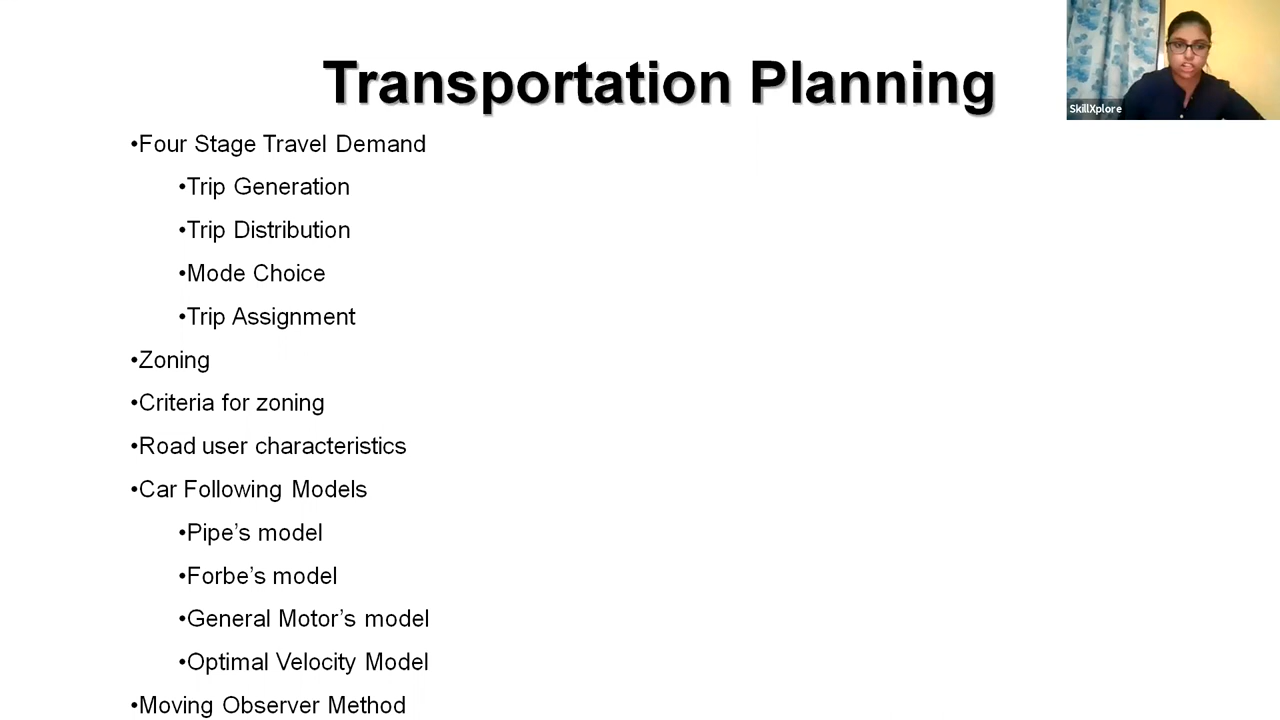 Transportation Planning
SkillXplore
•Four Stage Travel Demand
•Trip Generation
•Trip Distribution
•Mode Choice
•Trip Assignment
•Zoning
•Criteria for zoning
•Road user characteristics
•Car Following Models
•Pipe’s model
•Forbe’s model
•General Motor’s model
•Optimal Velocity Model
•Moving Observer Method